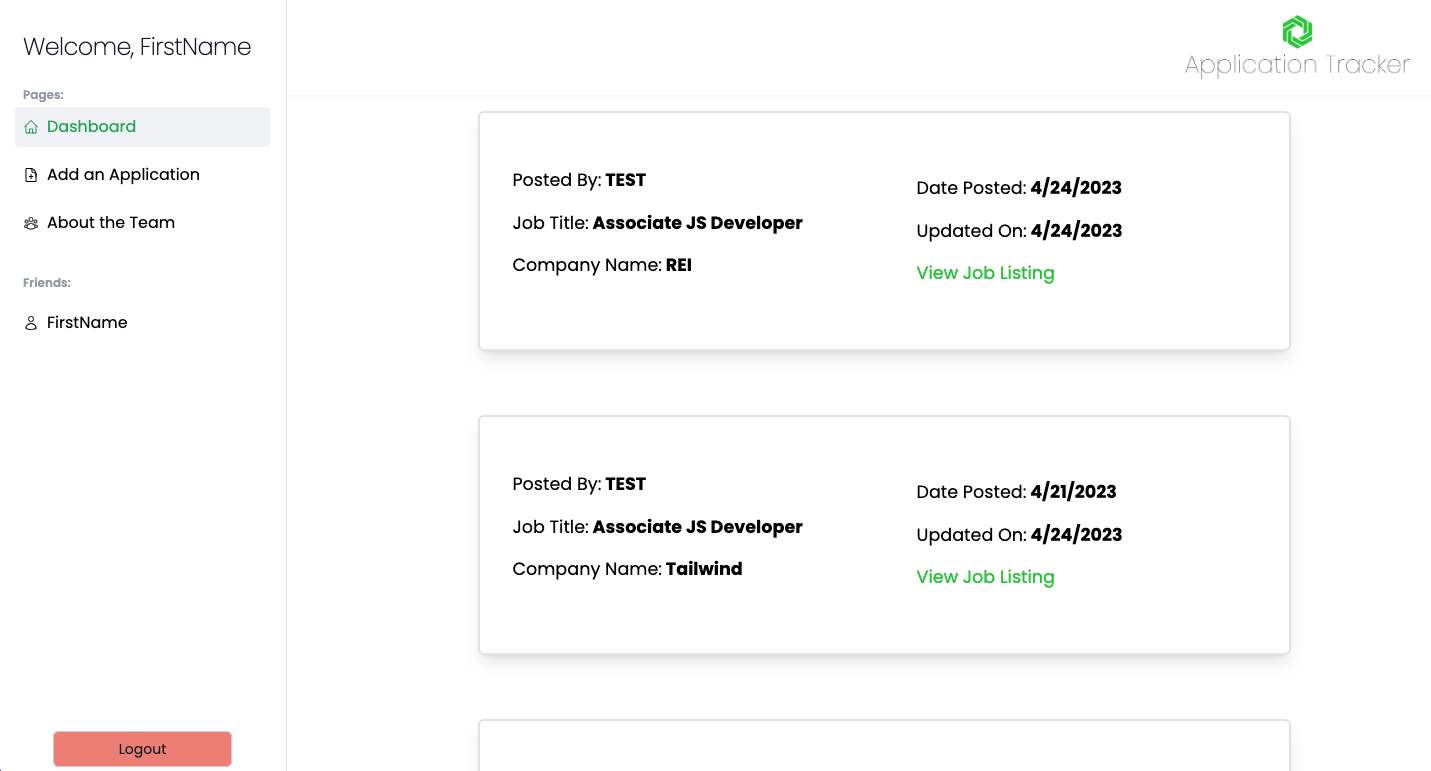 Welcome, FirstName
Pages:
Dashboard
Add an Application
About the Team
Friends:
FirstName
Logout
Application Tracker
Posted By: TEST
Job Title: Associate JS Developer
Company Name: REI
Date Posted: 4/24/2023
Updated On: 4/24/2023
View Job Listing
Posted By: TEST
Job Title: Associate JS Developer
Company Name: Tailwind
Date Posted: 4/21/2023
Updated On: 4/24/2023
View Job Listing